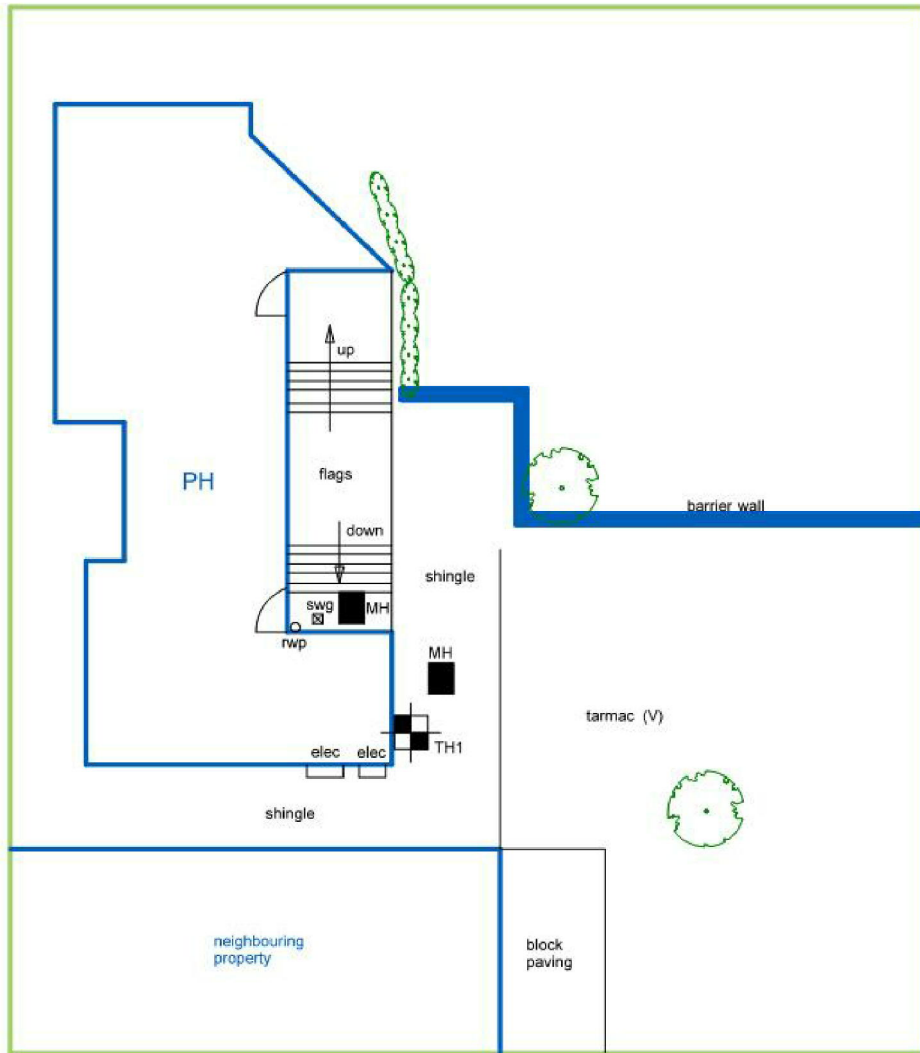 up
PH
flags
barrier wall
down
shingle
swg
MH
rwp
MH
tarmac (V)
TH1
elec
elec
shingle
neighbouring
property
block
paving